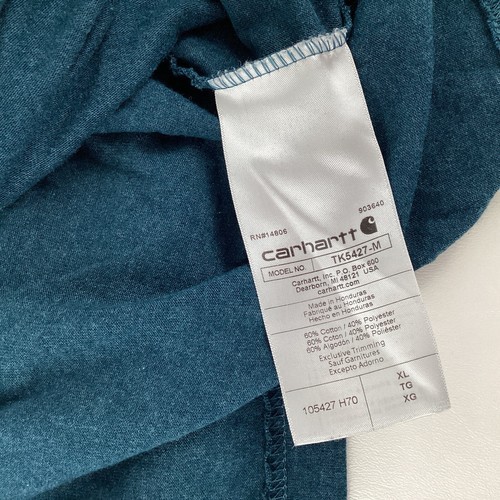 RN#14806 903640
carhartt
MODEL NO. TK5427-M
Carhartt, Inc. P.O. Box 600
Dearborn, MI 48121 USA
carhartt.com
Made in Honduras
Fabriqué au Honduras
Hecho en Honduras
60% Cotton / 40% Polyester
60% Coton / 40% Polyester
60% Algodón / 40% Poliéster
Exclusive Trimming
Sauf Garnitures
Excepto Adorno
105427 H70
XL
TG
XG